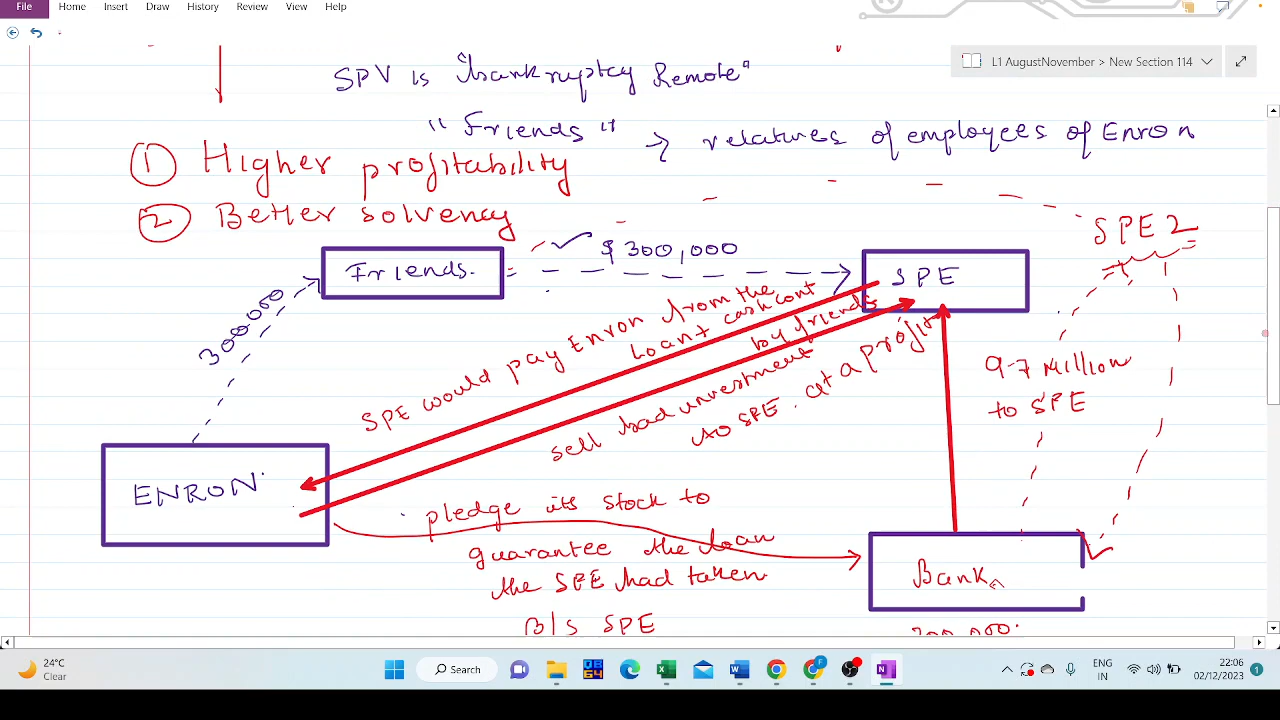 File Home Insert Draw History Review View Help
L1 AugustNovember > New Section 114
SPV is "bankruptcy Remote"
"Friends" → relatives of employees of Enron
① Higher profitability
② Better solvency
SPE 2
Friends.
$300,000
SPE
300000
SPE would pay Enron from the
loan + cash cont
by friends
sell bad investment
to SPE. at a profit
9.7 Million
to SPE
ENRON
pledge its stock to
guarantee the loan
the SPE had taken
Bank
B/s SPE
24°C
Clear
Search
ENG
IN
22:06
02/12/2023